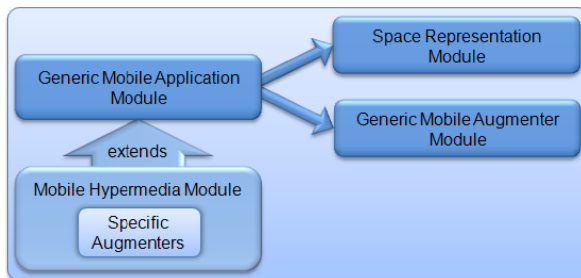 Space Representation
Module
Generic Mobile Application
Module
Generic Mobile Augmenter
Module
extends
Mobile Hypermedia Module
Specific
Augmenters